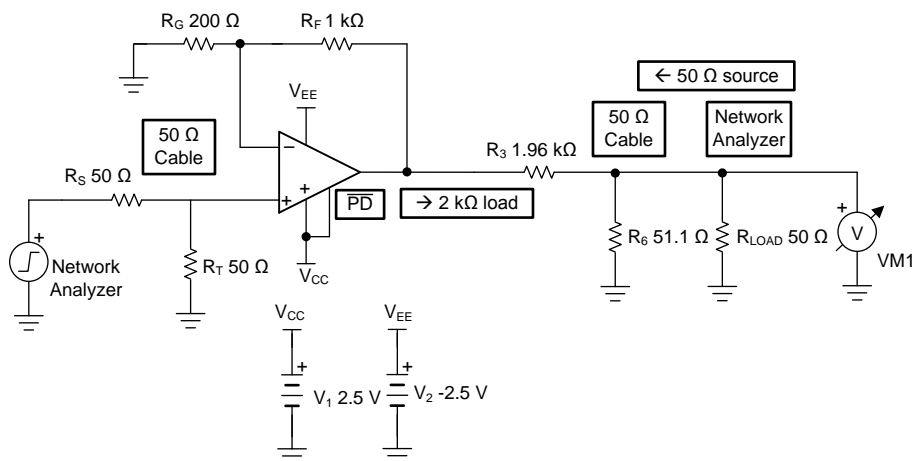 R_G 200 Ω
R_F 1 kΩ
V_EE
← 50 Ω source
50 Ω
Cable
Network
Analyzer
50 Ω
Cable
R_3 1.96 kΩ
R_S 50 Ω
−
+
+
PD
→ 2 kΩ load
+
Network
Analyzer
R_T 50 Ω
V_CC
R_6 51.1 Ω
R_LOAD 50 Ω
+
V
VM1
V_CC
V_EE
+
+
V_1 2.5 V
V_2 -2.5 V